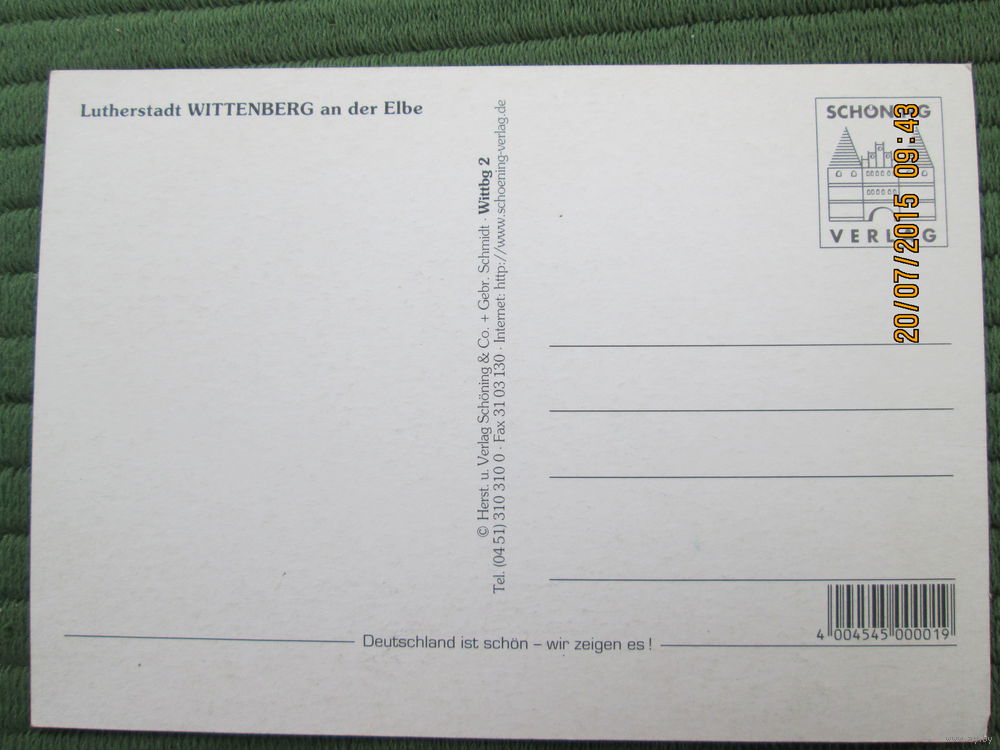 Lutherstadt WITTENBERG an der Elbe
© Herst. u. Verlag Schöning & Co. + Gebr. Schmidt · Wittbg 2
Tel. (04 51) 310 310 0 · Fax 31 03 130 · Internet: http://www.schoening-verlag.de
SCHÖNING
VERLAG
20/07/2015 09:43
4 004545 000019
Deutschland ist schön – wir zeigen es !